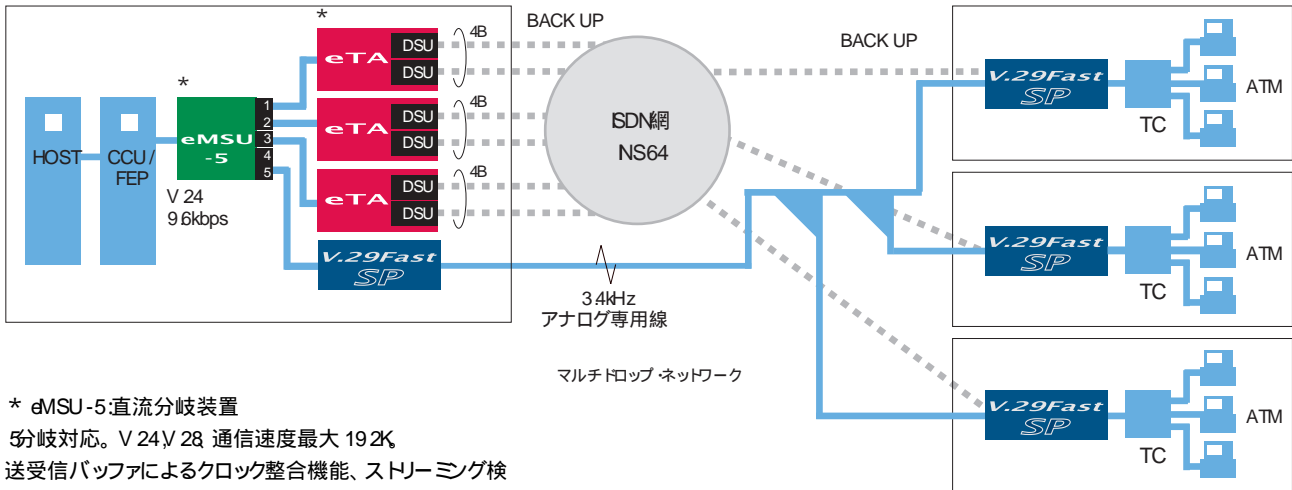 *
*
BACK UP
BACK UP
eTA
DSU
DSU
4B
eTA
DSU
DSU
4B
eTA
DSU
DSU
4B
HOST
CCU /
FEP
eMSU
-5
1
2
3
4
5
V 24
9.6kbps
V.29Fast
SP
ISDN網
INS64
3.4kHz
アナログ専用線
マルチドロップ・ネットワーク
V.29Fast
SP
TC
ATM
V.29Fast
SP
TC
ATM
V.29Fast
SP
TC
ATM
* eMSU-5:直流分岐装置
5分岐対応。V 24,V 28, 通信速度最大 19.2K。
送受信バッファによるクロック整合機能、ストリーミング検